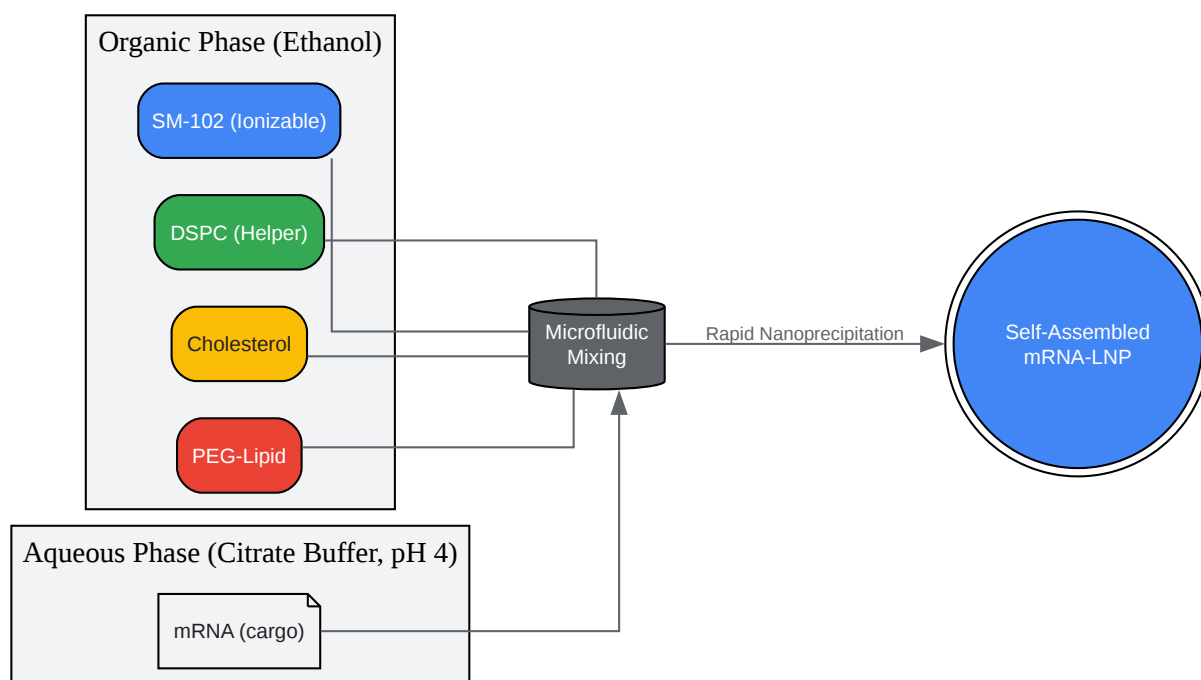 Organic Phase (Ethanol)
SM-102 (Ionizable)
DSPC (Helper)
Cholesterol
PEG-Lipid
Microfluidic
Mixing
Rapid Nanoprecipitation
Self-Assembled
mRNA-LNP
Aqueous Phase (Citrate Buffer, pH 4)
mRNA (cargo)